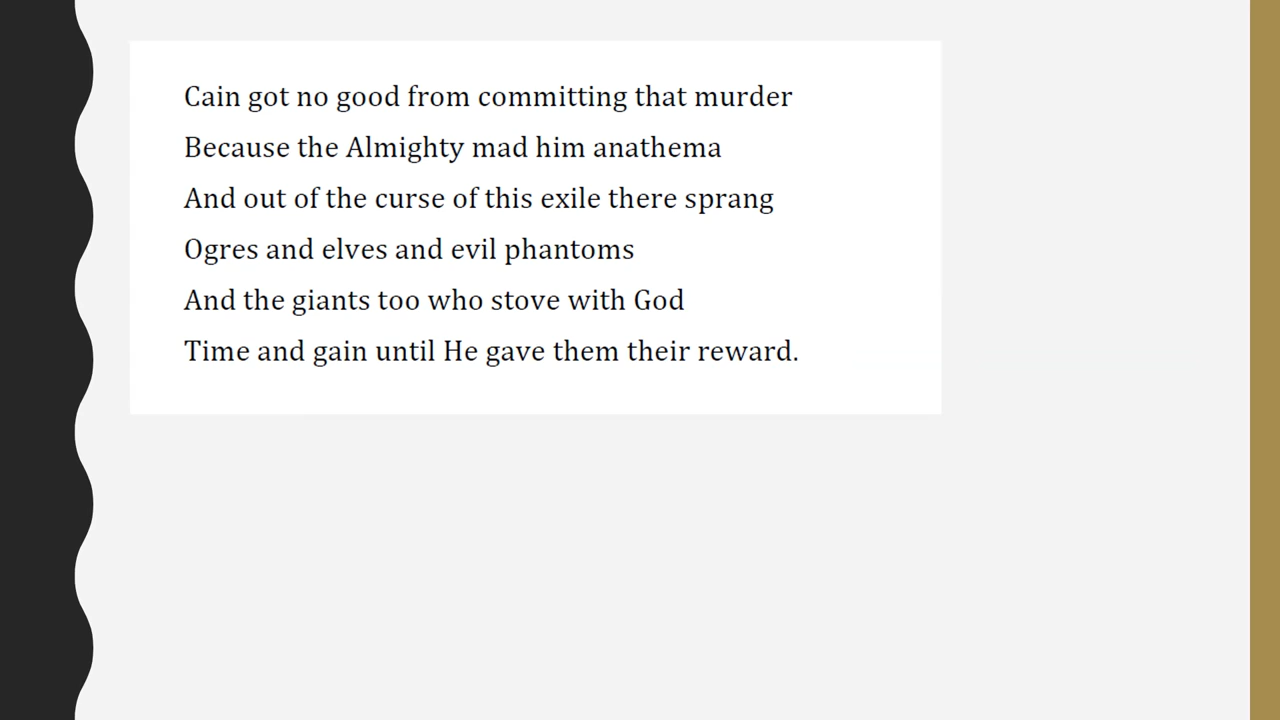 Cain got no good from committing that murder
Because the Almighty mad him anathema
And out of the curse of this exile there sprang
Ogres and elves and evil phantoms
And the giants too who stove with God
Time and gain until He gave them their reward.